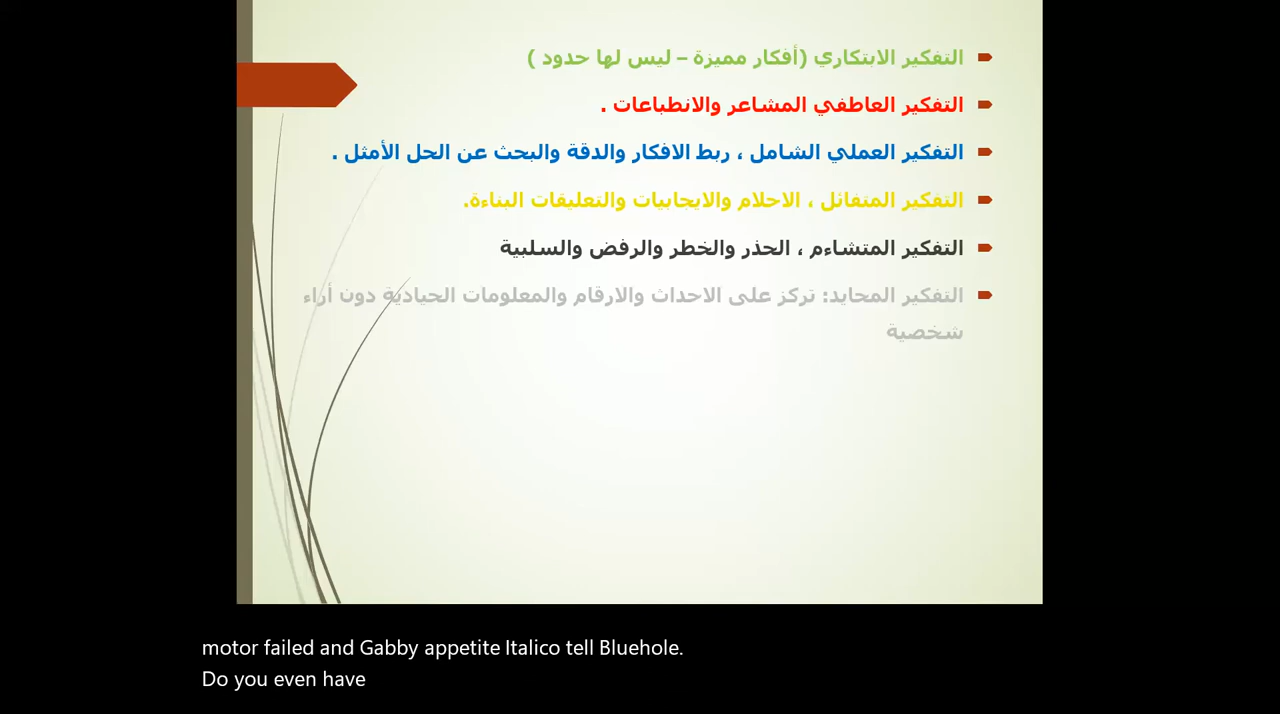 التفكير الابتكاري (أفكار مميزة – ليس لها حدود )
التفكير العاطفي المشاعر والانطباعات .
التفكير العملي الشامل ، ربط الافكار والدقة والبحث عن الحل الأمثل .
التفكير المتفائل ، الاحلام والايجابيات والتعليقات البناءة.
التفكير المتشاءم ، الحذر والخطر والرفض والسلبية
التفكير المحايد: تركز على الاحداث والارقام والمعلومات الحيادية دون أراء
شخصية
motor failed and Gabby appetite Italico tell Bluehole.
Do you even have